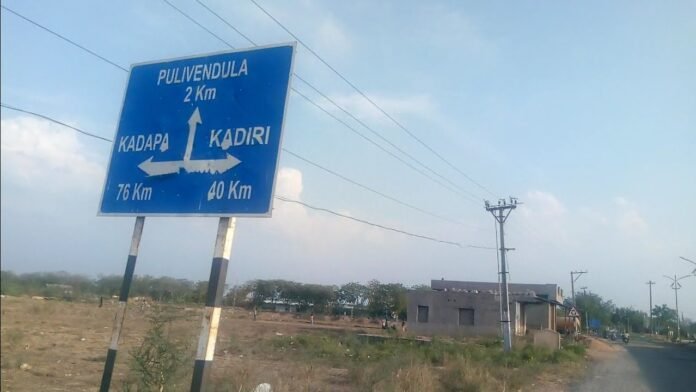 PULIVENDULA
2 Km
KADAPA KADIRI
76 Km 40 Km